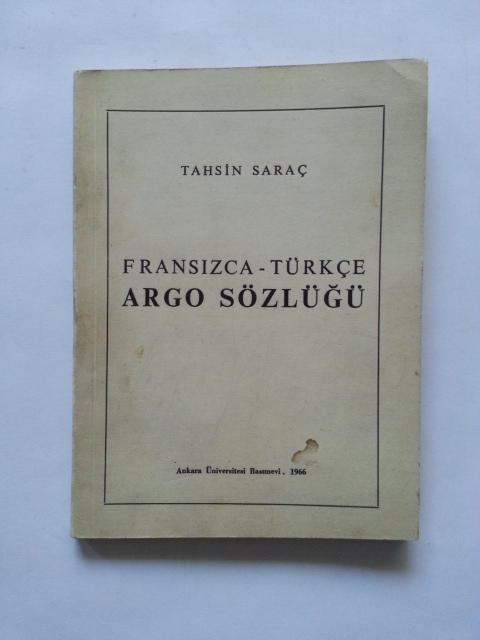 TAHSİN SARAÇ
FRANSIZCA - TÜRKÇE
ARGO SÖZLÜĞÜ
Ankara Üniversitesi Basımevi, 1966